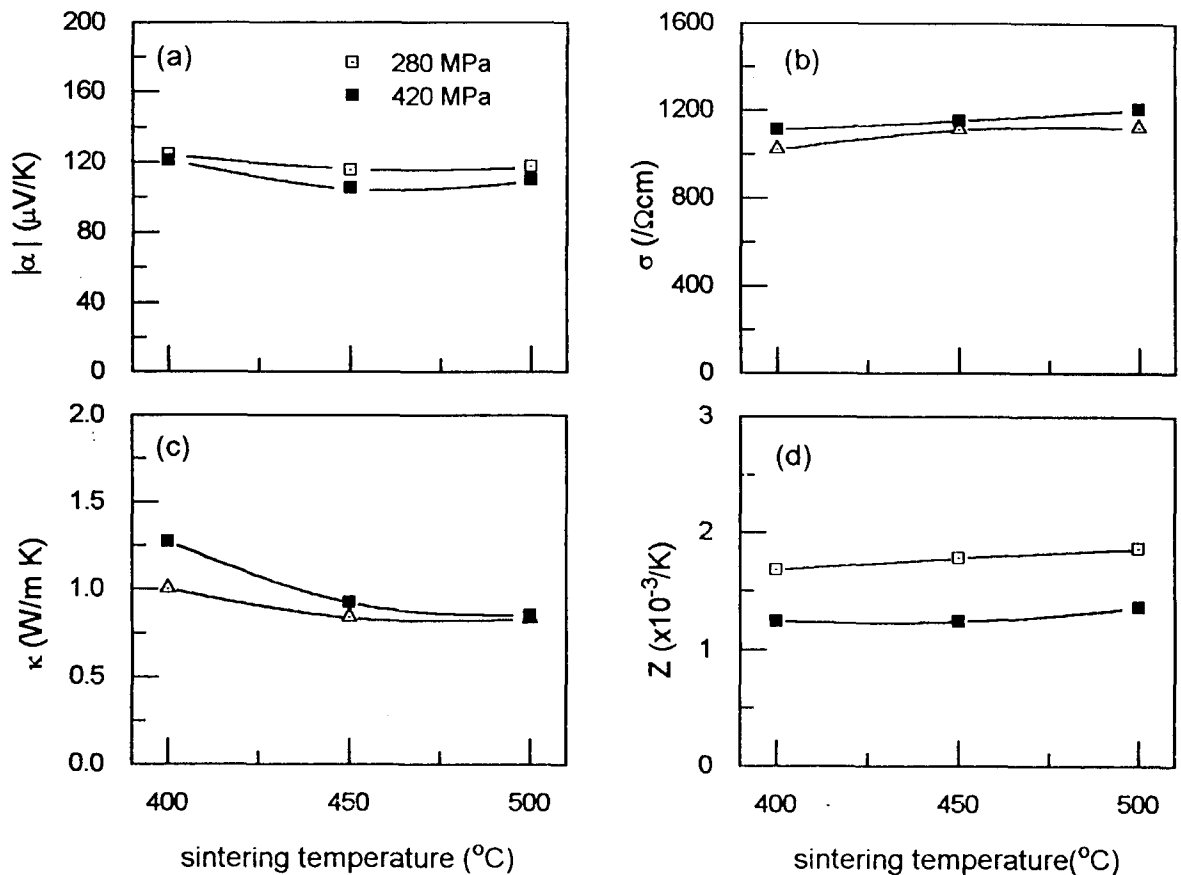 (a)
280 MPa
420 MPa
200
160
120
80
40
0
|α| (μV/K)
(b)
1600
1200
800
400
0
σ (/Ωcm)
(c)
2.0
1.5
1.0
0.5
0.0
κ (W/m K)
400
450
500
sintering temperature (°C)
(d)
3
2
1
0
Z (x10⁻³/K)
400
450
500
sintering temperature(°C)